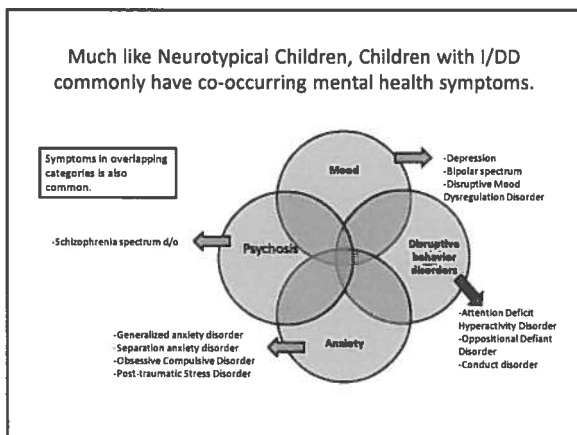 Much like Neurotypical Children, Children with I/DD
commonly have co-occurring mental health symptoms.
Symptoms in overlapping
categories is also
common.
Mood
-Depression
-Bipolar spectrum
-Disruptive Mood
Dysregulation Disorder
-Schizophrenia spectrum d/o
Psychosis
Disruptive
behavior
disorders
-Attention Deficit
Hyperactivity Disorder
-Oppositional Defiant
Disorder
-Conduct disorder
Anxiety
-Generalized anxiety disorder
-Separation anxiety disorder
-Obsessive Compulsive Disorder
-Post-traumatic Stress Disorder